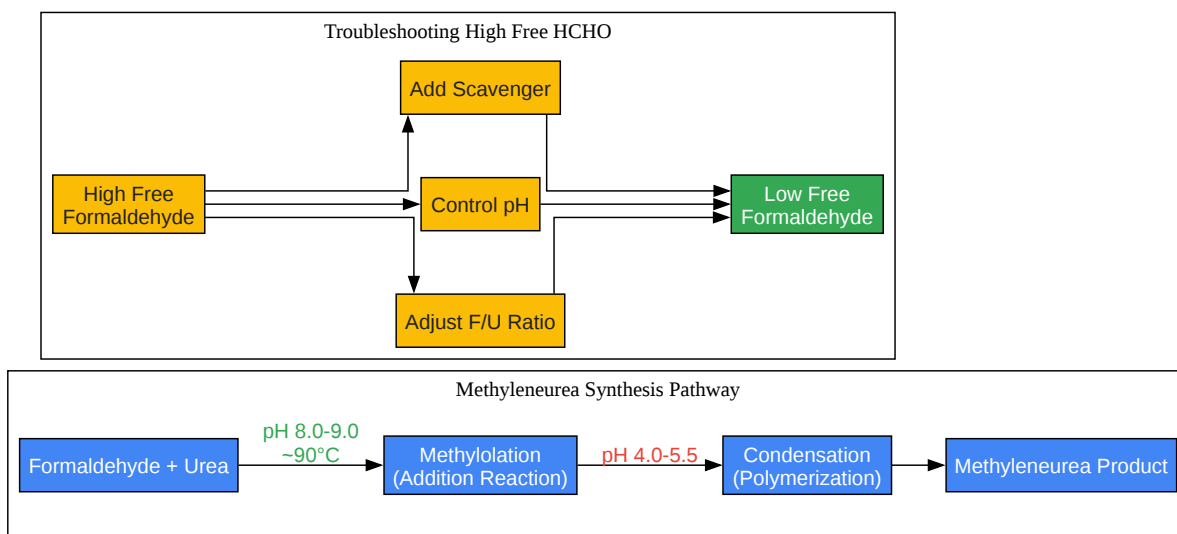 Troubleshooting High Free HCHO
Add Scavenger
High Free
Formaldehyde
Control pH
Low Free
Formaldehyde
Adjust F/U Ratio
Methyleneurea Synthesis Pathway
Formaldehyde + Urea
pH 8.0-9.0
~90°C
Methylolation
(Addition Reaction)
pH 4.0-5.5
Condensation
(Polymerization)
Methyleneurea Product